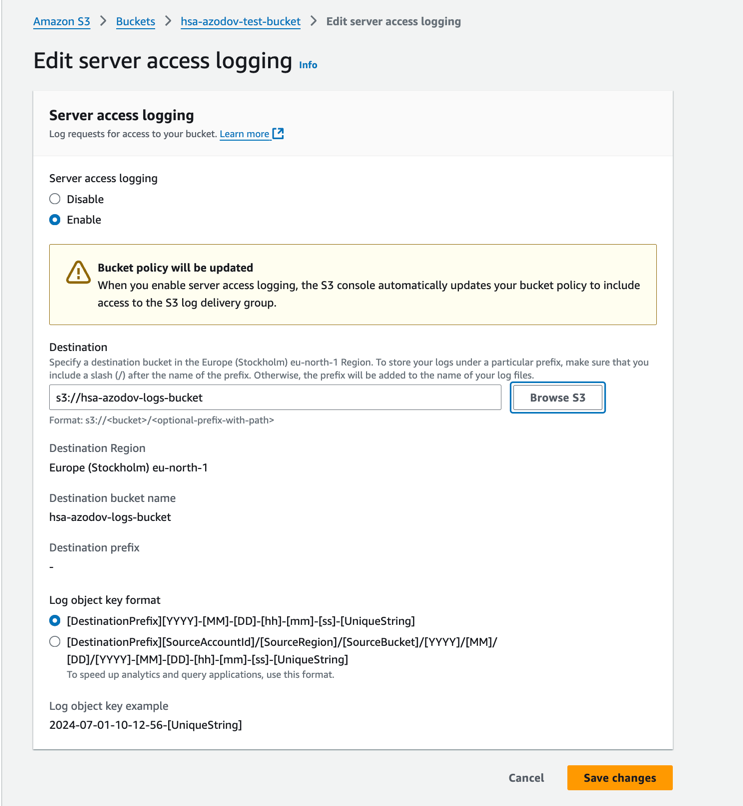 Amazon S3 > Buckets > hsa-azodov-test-bucket > Edit server access logging
Edit server access logging Info
Server access logging
Log requests for access to your bucket. Learn more
Server access logging
Disable
Enable
Bucket policy will be updated
When you enable server access logging, the S3 console automatically updates your bucket policy to include
access to the S3 log delivery group.
Destination
Specify a destination bucket in the Europe (Stockholm) eu-north-1 Region. To store your logs under a particular prefix, make sure that you
include a slash (/) after the name of the prefix. Otherwise, the prefix will be added to the name of your log files.
s3://hsa-azodov-logs-bucket
Browse S3
Format: s3://<bucket>/<optional-prefix-with-path>
Destination Region
Europe (Stockholm) eu-north-1
Destination bucket name
hsa-azodov-logs-bucket
Destination prefix
-
Log object key format
[DestinationPrefix][YYYY]-[MM]-[DD]-[hh]-[mm]-[ss]-[UniqueString]
[DestinationPrefix][SourceAccountId]/[SourceRegion]/[SourceBucket]/[YYYY]/[MM]/
[DD]/[YYYY]-[MM]-[DD]-[hh]-[mm]-[ss]-[UniqueString]
To speed up analytics and query applications, use this format.
Log object key example
2024-07-01-10-12-56-[UniqueString]
Cancel
Save changes